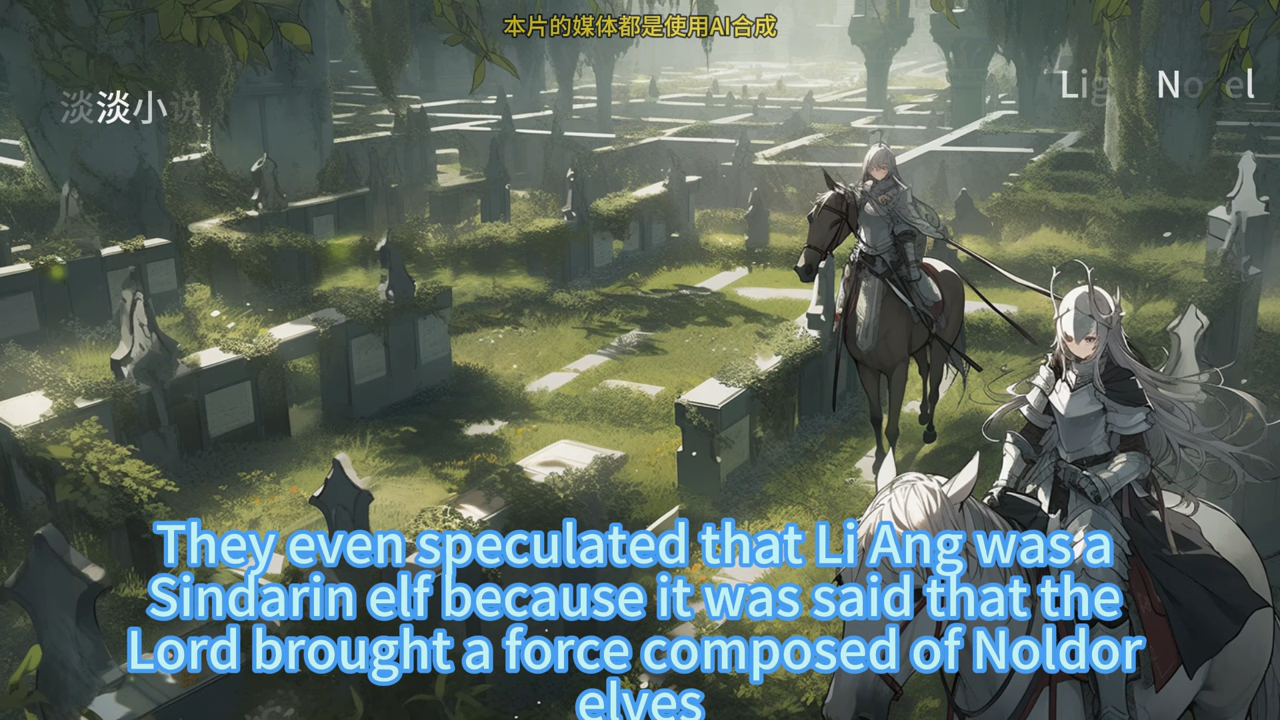 本片的媒体都是使用AI合成
淡淡小说
Light Novel
They even speculated that Li Ang was a
Sindarin elf because it was said that the
Lord brought a force composed of Noldor
elves